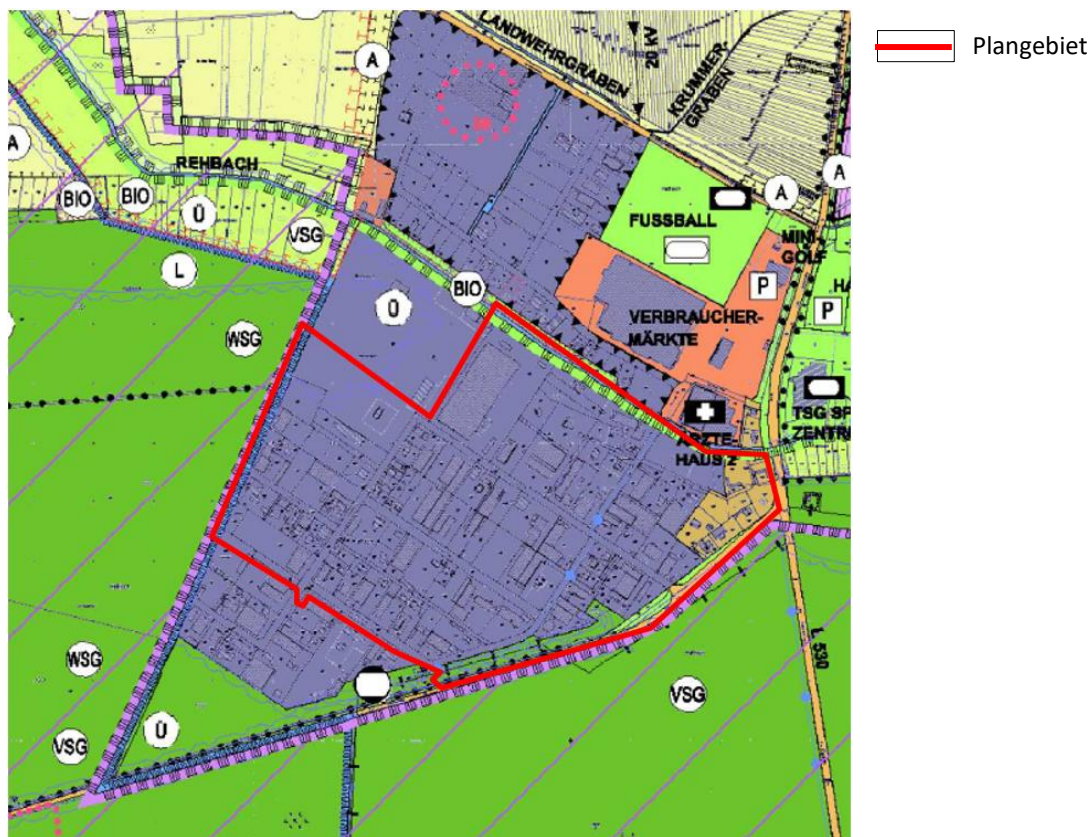 Plangebiet
LANDWEHRGRABEN
20 kV
KRUMMER
GRABEN
A
A
A
A
REHBACH
BIO
BIO
Ü
VSG
L
WSG
Ü
BIO
FUSSBALL
MINI
GOLF
P
P
VERBRAUCHER-
MÄRKTE
TSG SP
ZENTR
ÄRZTE-
HAUS 2
Ü
WSG
VSG
Ü
VSG
L 530